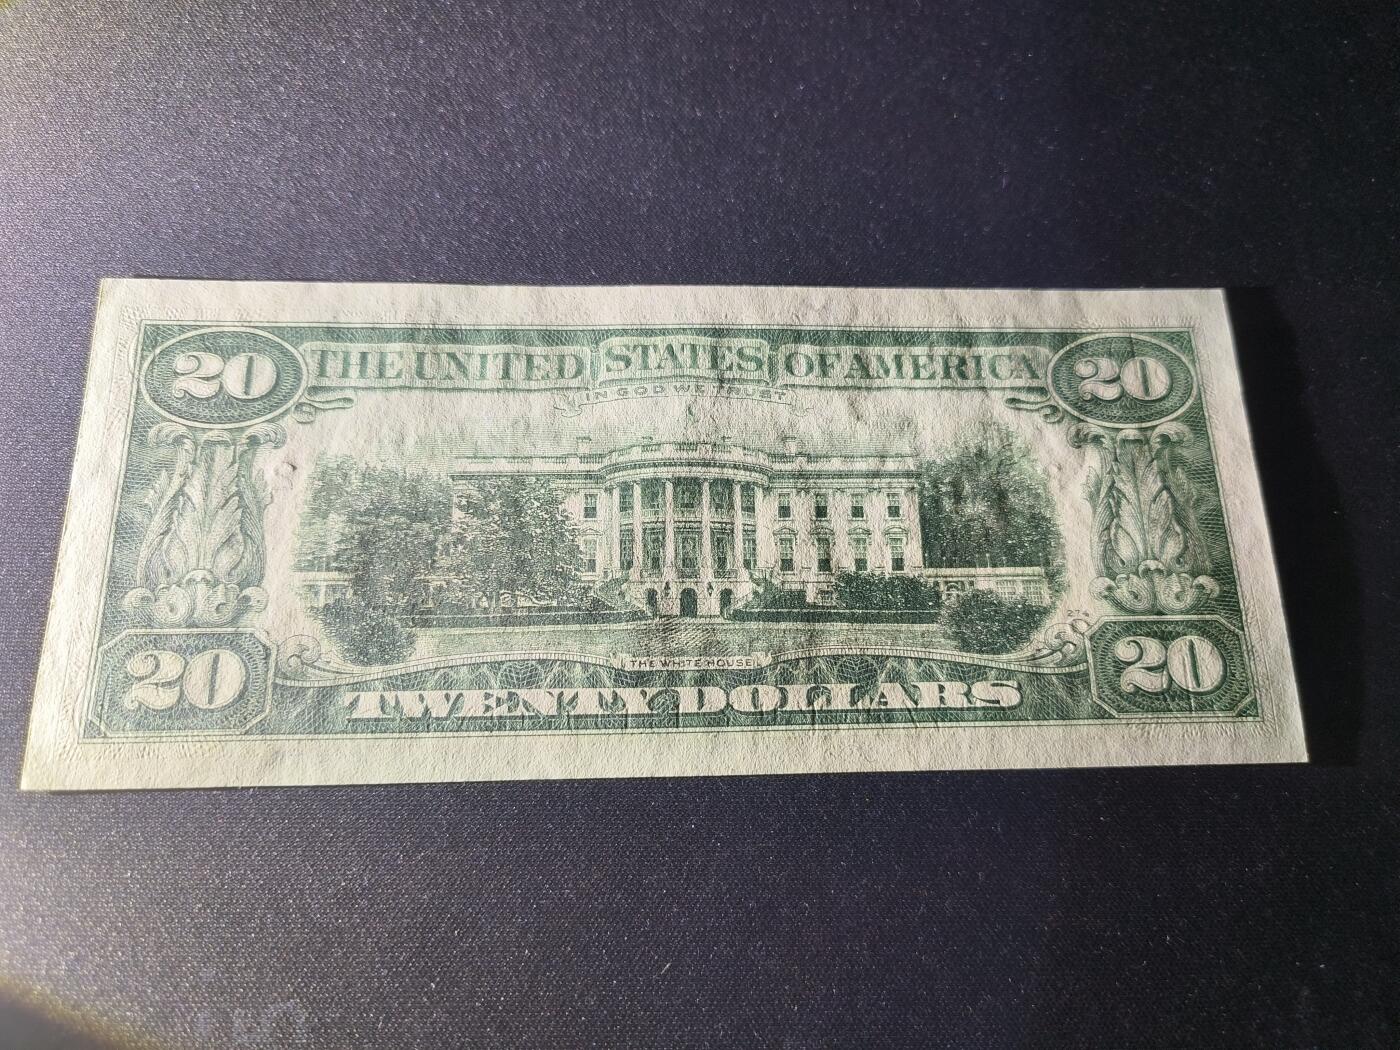 20 THE UNITED STATES OF AMERICA 20
IN GOD WE TRUST
THE WHITE HOUSE
20 TWENTY DOLLARS 20